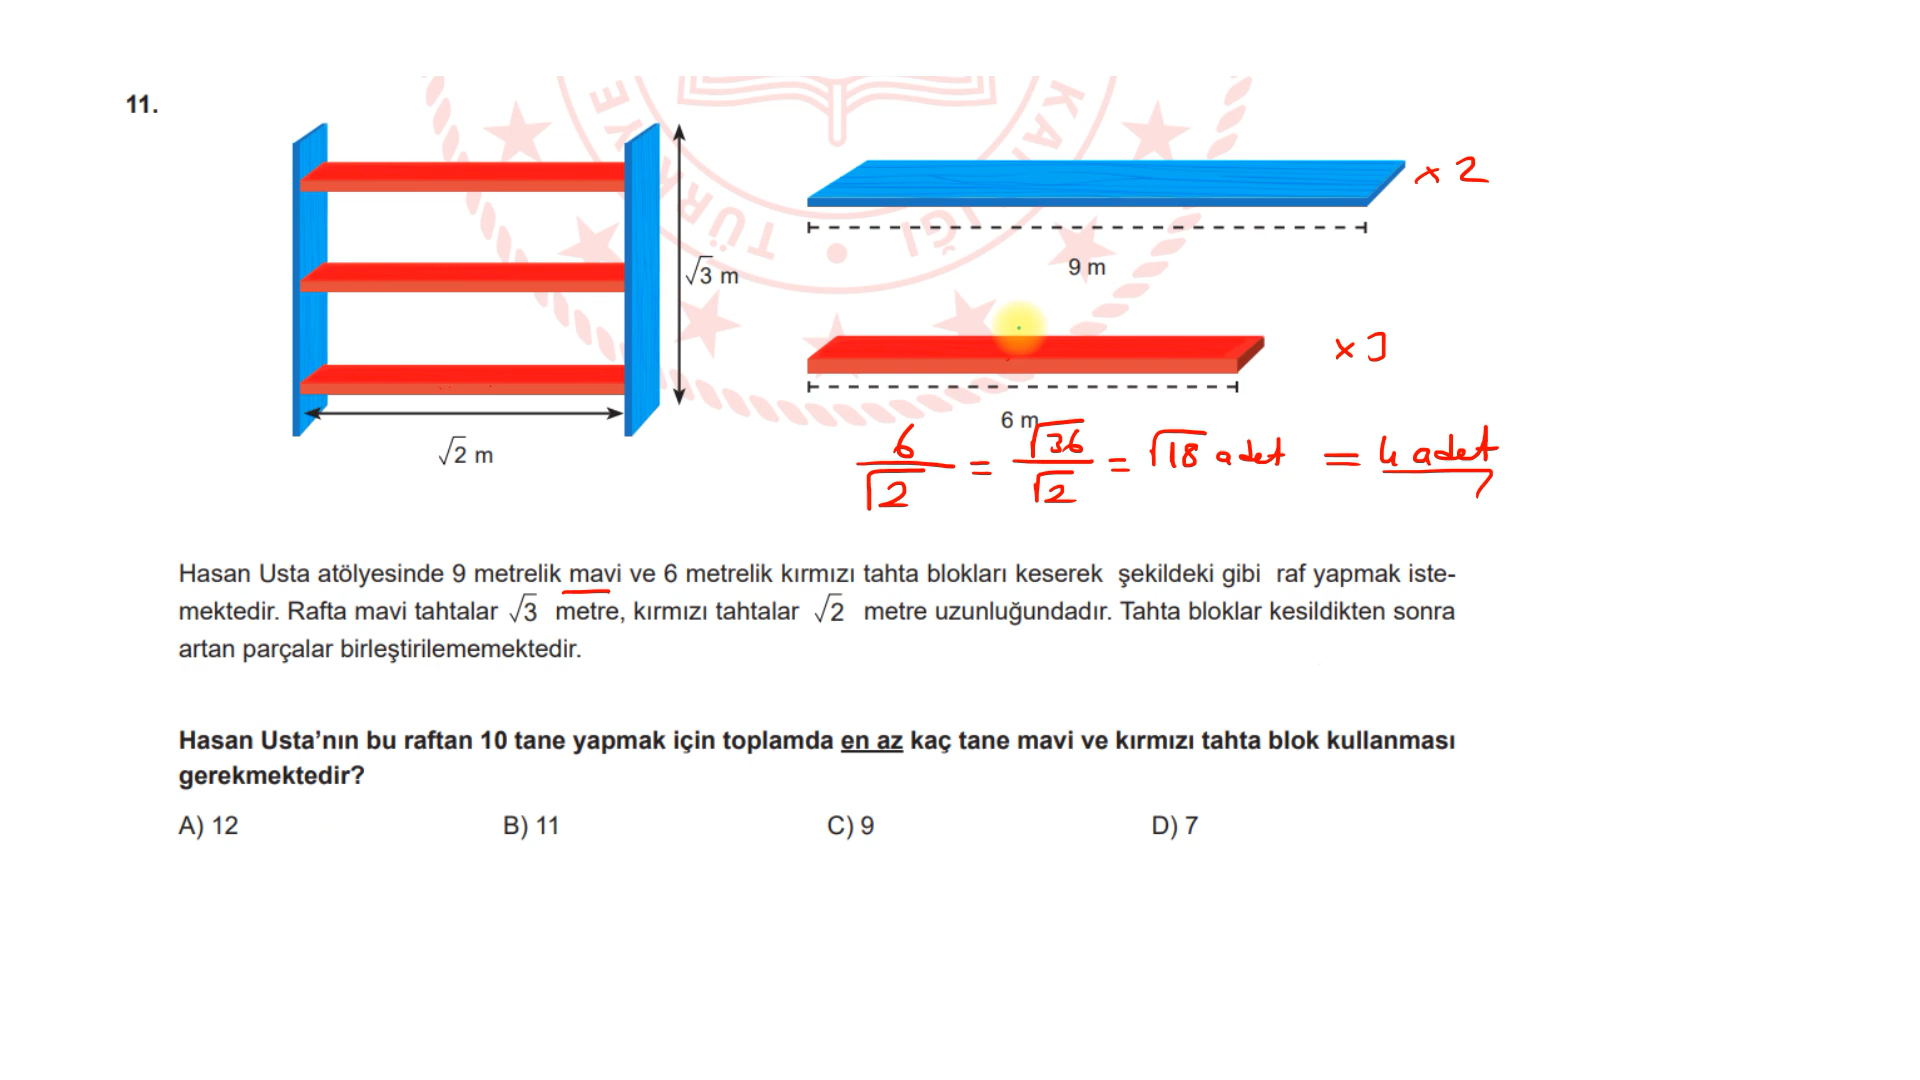 11.
TÜRKİYE
× 2
√3 m
9 m
× 3
6 m
√2 m
6/√2 = √36/√2 = √18 adet = 4 adet
Hasan Usta atölyesinde 9 metrelik mavi ve 6 metrelik kırmızı tahta blokları keserek şekildeki gibi raf yapmak iste-
mektedir. Rafta mavi tahtalar √3 metre, kırmızı tahtalar √2 metre uzunluğundadır. Tahta bloklar kesildikten sonra
artan parçalar birleştirilememektedir.
Hasan Usta’nın bu raftan 10 tane yapmak için toplamda en az kaç tane mavi ve kırmızı tahta blok kullanması
gerekmektedir?
A) 12 B) 11 C) 9 D) 7